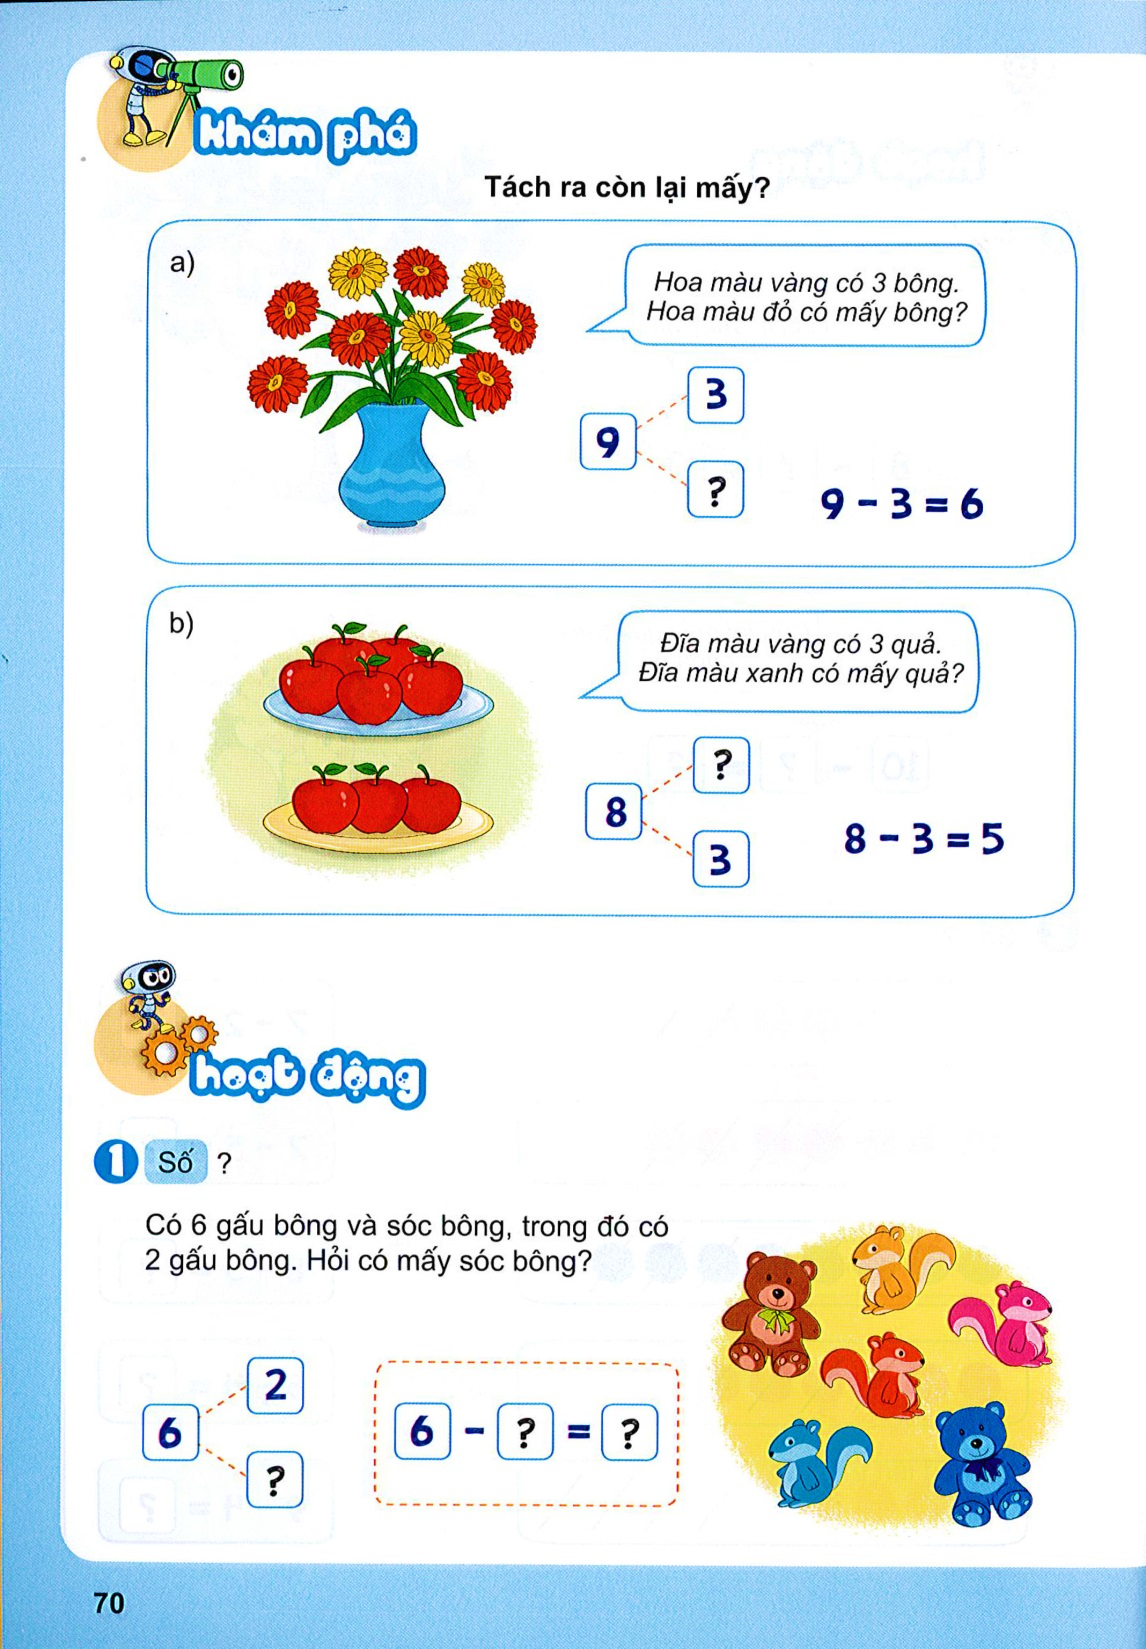 khám phá
Tách ra còn lại mấy?
a)
Hoa màu vàng có 3 bông.
Hoa màu đỏ có mấy bông?
3
9
?
9 - 3 = 6
b)
Đĩa màu vàng có 3 quả.
Đĩa màu xanh có mấy quả?
?
8
3
8 - 3 = 5
hoạt động
1 Số ?
Có 6 gấu bông và sóc bông, trong đó có
2 gấu bông. Hỏi có mấy sóc bông?
2
6
?
6 - ? = ?
70